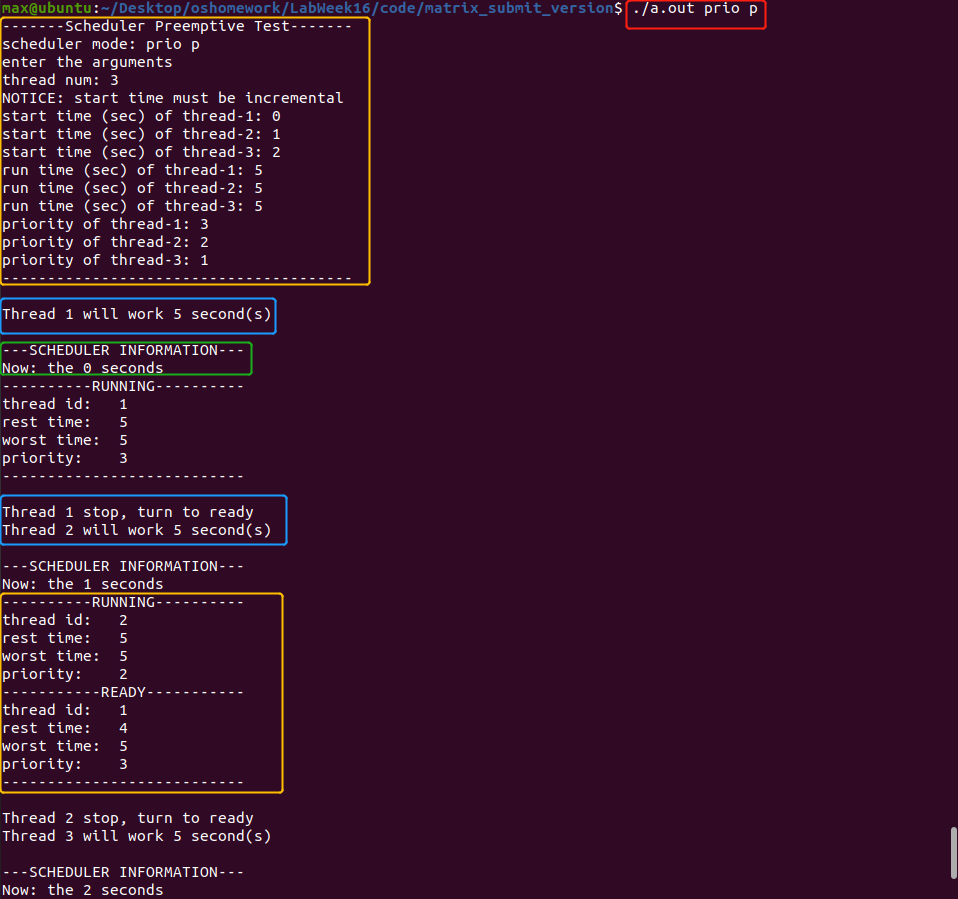 max@ubuntu:~/Desktop/oshomework/LabWeek16/code/matrix_submit_version$ ./a.out prio p
-------Scheduler Preemptive Test-------
scheduler mode: prio p
enter the arguments
thread num: 3
NOTICE: start time must be incremental
start time (sec) of thread-1: 0
start time (sec) of thread-2: 1
start time (sec) of thread-3: 2
run time (sec) of thread-1: 5
run time (sec) of thread-2: 5
run time (sec) of thread-3: 5
priority of thread-1: 3
priority of thread-2: 2
priority of thread-3: 1
---------------------------------------
Thread 1 will work 5 second(s)
---SCHEDULER INFORMATION---
Now: the 0 seconds
----------RUNNING----------
thread id:   1
rest time:   5
worst time:  5
priority:    3
---------------------------
Thread 1 stop, turn to ready
Thread 2 will work 5 second(s)
---SCHEDULER INFORMATION---
Now: the 1 seconds
----------RUNNING----------
thread id:   2
rest time:   5
worst time:  5
priority:    2
-----------READY-----------
thread id:   1
rest time:   4
worst time:  5
priority:    3
---------------------------
Thread 2 stop, turn to ready
Thread 3 will work 5 second(s)
---SCHEDULER INFORMATION---
Now: the 2 seconds